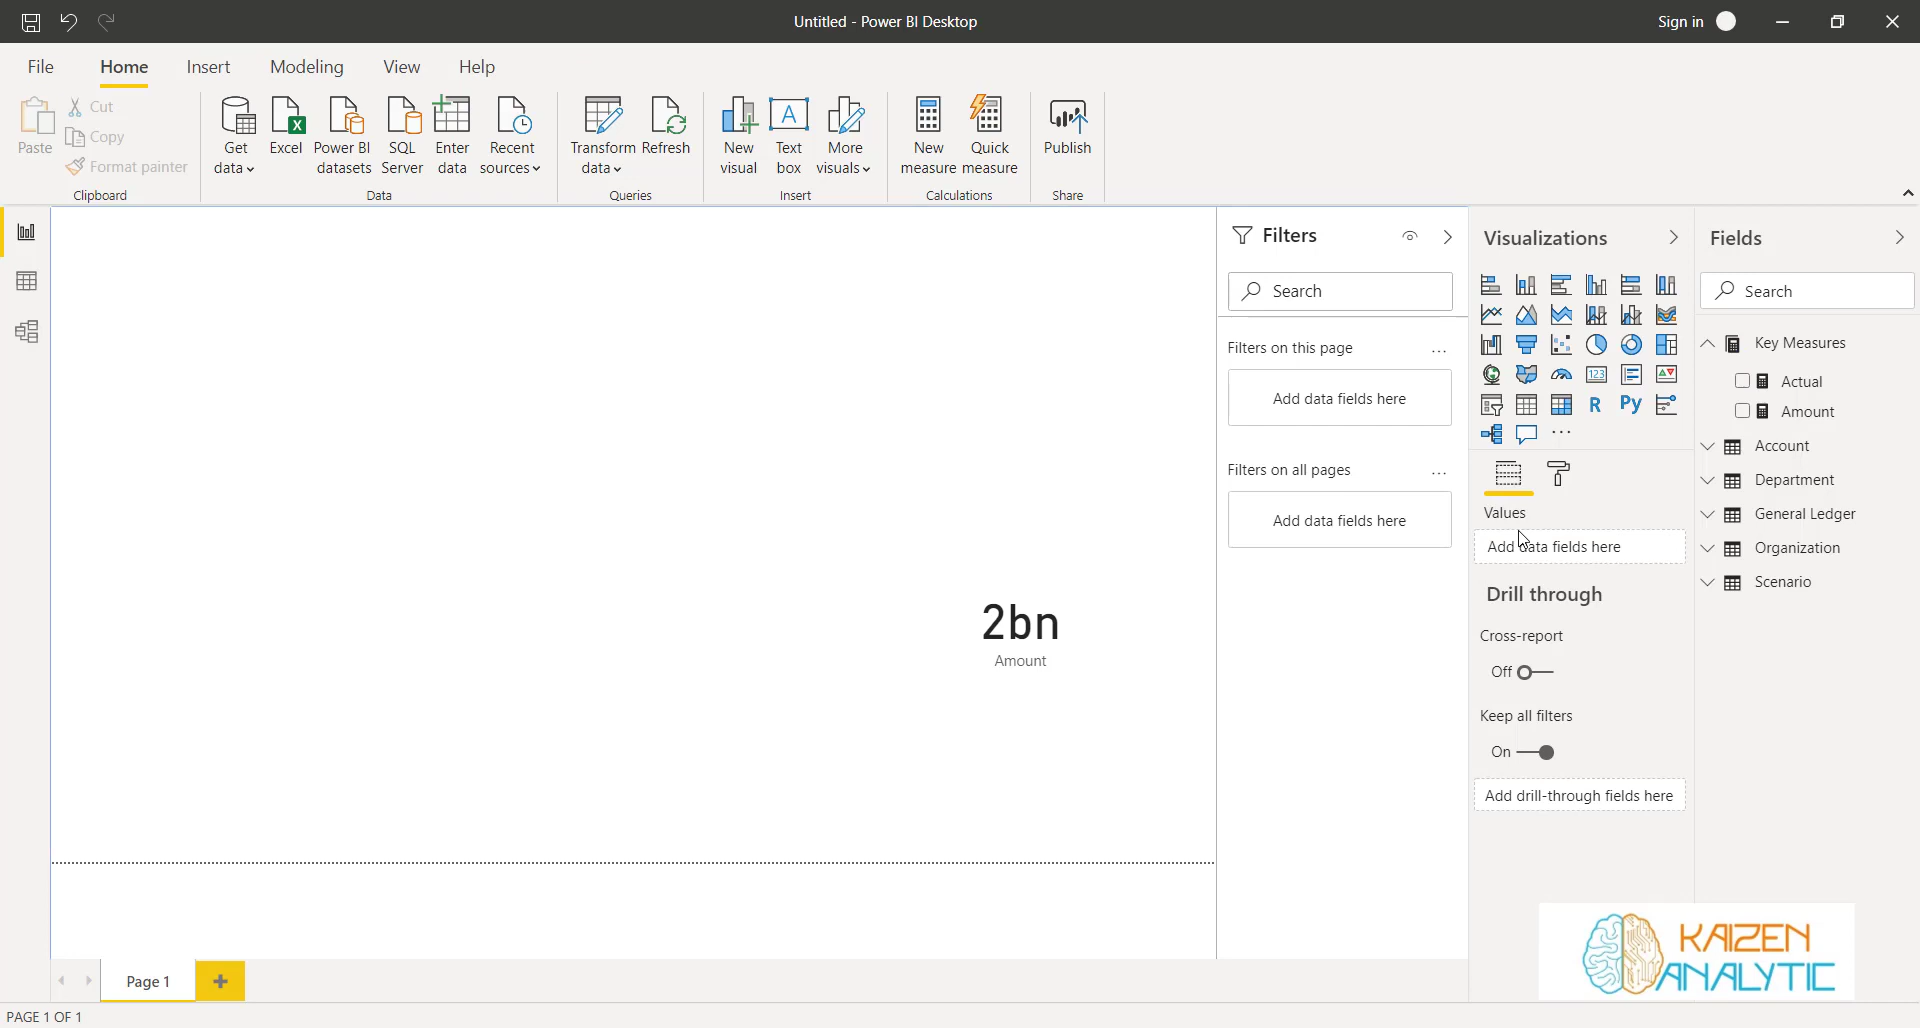 Untitled - Power BI Desktop
Sign in
File Home Insert Modeling View Help
Paste
Cut
Copy
Format painter
Clipboard
Get data
Excel
Power BI datasets
SQL Server
Enter data
Recent sources
Data
Transform data
Refresh
Queries
New visual
A
Text box
More visuals
Insert
New measure
Quick measure
Calculations
Publish
Share
2bn
Amount
Filters
Search
Filters on this page ...
Add data fields here
Filters on all pages ...
Add data fields here
Visualizations
123
R
Py
...
Values
Add data fields here
Drill through
Cross-report
Off
Keep all filters
On
Add drill-through fields here
Fields
Search
Key Measures
Actual
Amount
Account
Department
General Ledger
Organization
Scenario
KAIZEN
ANALYTIC
Page 1
PAGE 1 OF 1